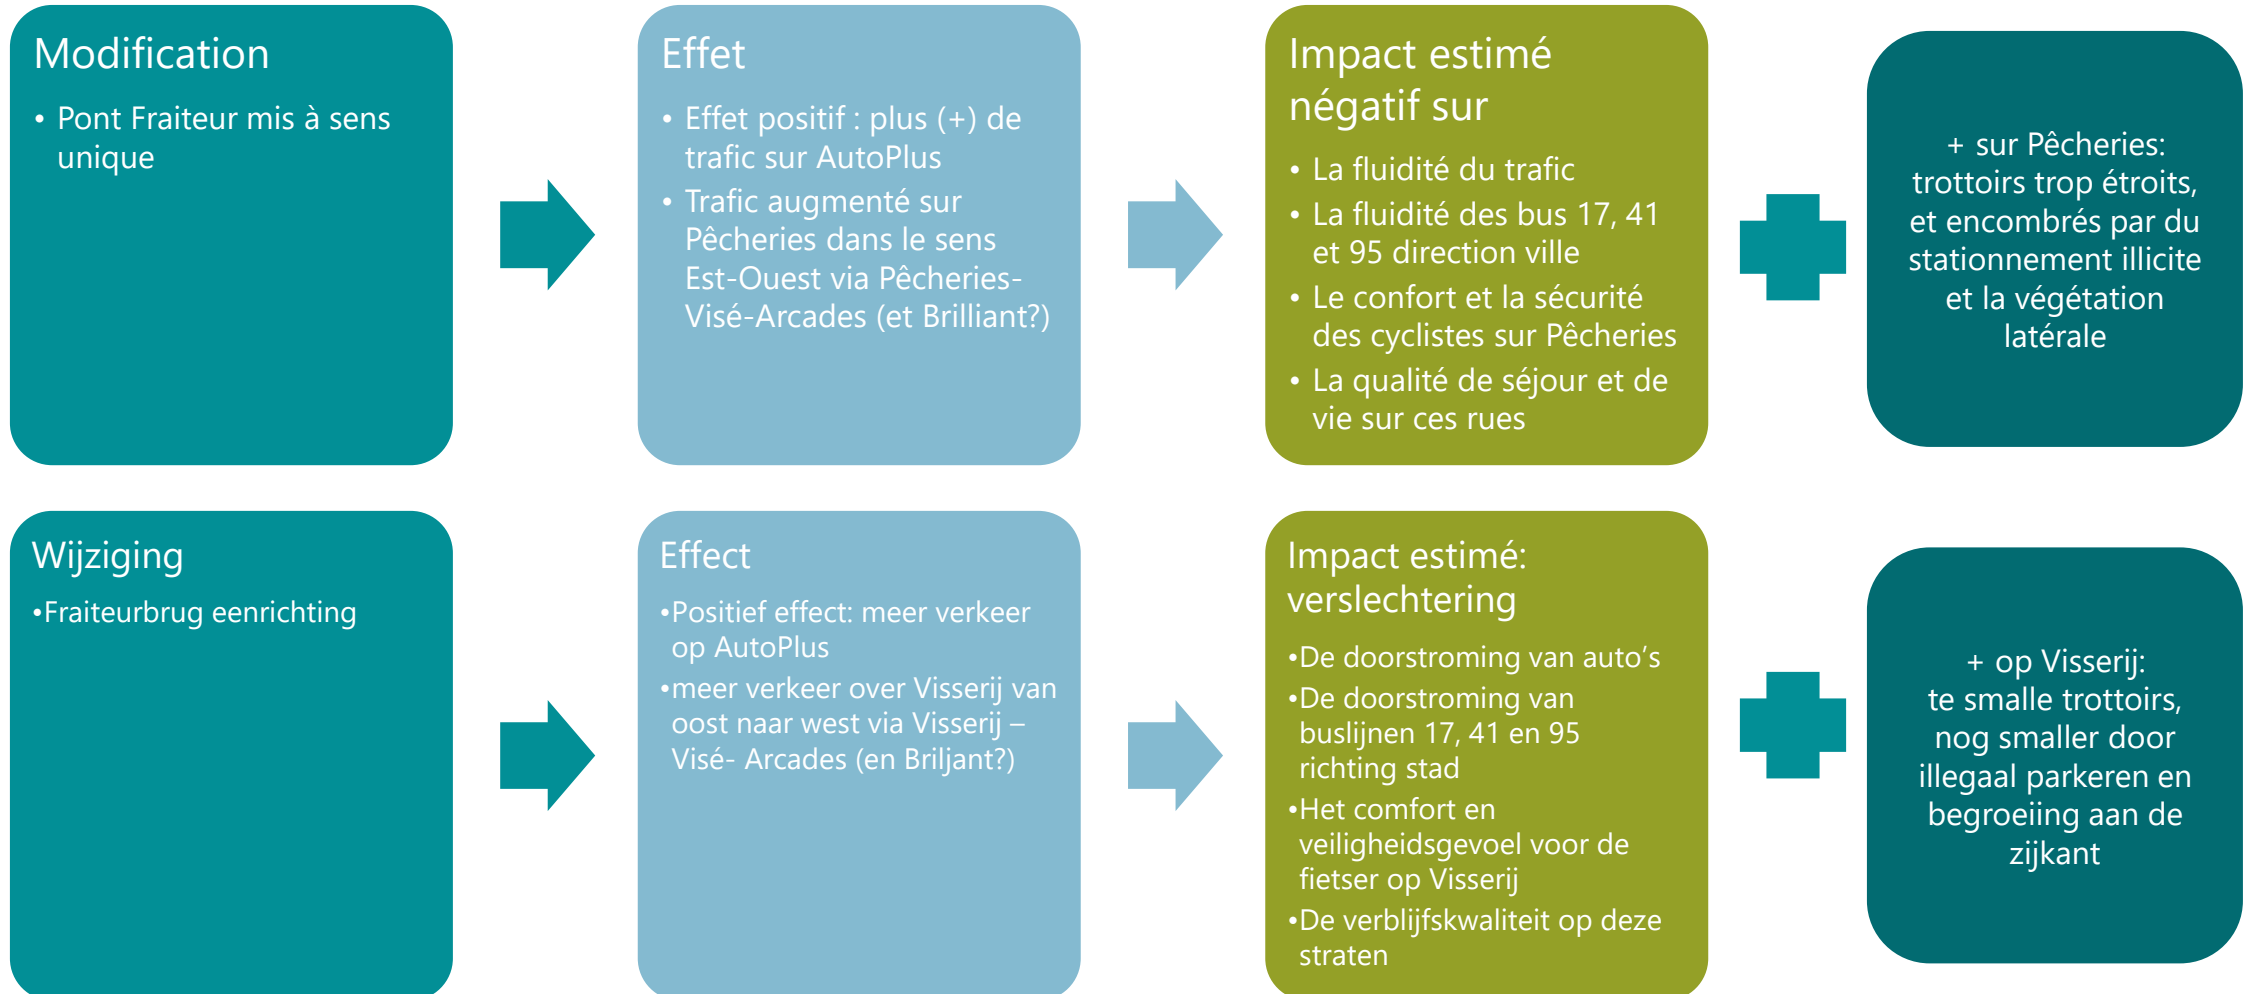 Modification
• Pont Fraiteur mis à sens
unique
Effet
• Effet positif : plus (+) de
trafic sur AutoPlus
• Trafic augmenté sur
Pêcheries dans le sens
Est-Ouest via Pêcheries-
Visé-Arcades (et Brilliant?)
Impact estimé
négatif sur
• La fluidité du trafic
• La fluidité des bus 17, 41
et 95 direction ville
• Le confort et la sécurité
des cyclistes sur Pêcheries
• La qualité de séjour et de
vie sur ces rues
+ sur Pêcheries:
trottoirs trop étroits,
et encombrés par du
stationnement illicite
et la végétation
latérale
Wijziging
•Fraiteurbrug eenrichting
Effect
•Positief effect: meer verkeer
op AutoPlus
•meer verkeer over Visserij van
oost naar west via Visserij –
Visé- Arcades (en Briljant?)
Impact estimé:
verslechtering
•De doorstroming van auto’s
•De doorstroming van
buslijnen 17, 41 en 95
richting stad
•Het comfort en
veiligheidsgevoel voor de
fietser op Visserij
•De verblijfskwaliteit op deze
straten
+ op Visserij:
te smalle trottoirs,
nog smaller door
illegaal parkeren en
begroeiing aan de
zijkant